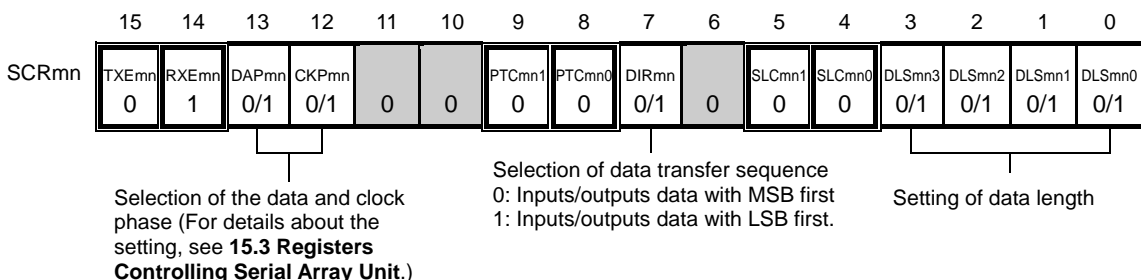 15 14 13 12 11 10 9 8 7 6 5 4 3 2 1 0
SCRmn
TXEmn RXEmn DAPmn CKPmn PTCmn1 PTCmn0 DIRmn SLCmn1 SLCmn0 DLSmn3 DLSmn2 DLSmn1 DLSmn0
0 1 0/1 0/1 0 0 0 0 0/1 0 0 0 0/1 0/1 0/1 0/1
Selection of the data and clock
phase (For details about the
setting, see 15.3 Registers
Controlling Serial Array Unit.)
Selection of data transfer sequence
0: Inputs/outputs data with MSB first
1: Inputs/outputs data with LSB first.
Setting of data length